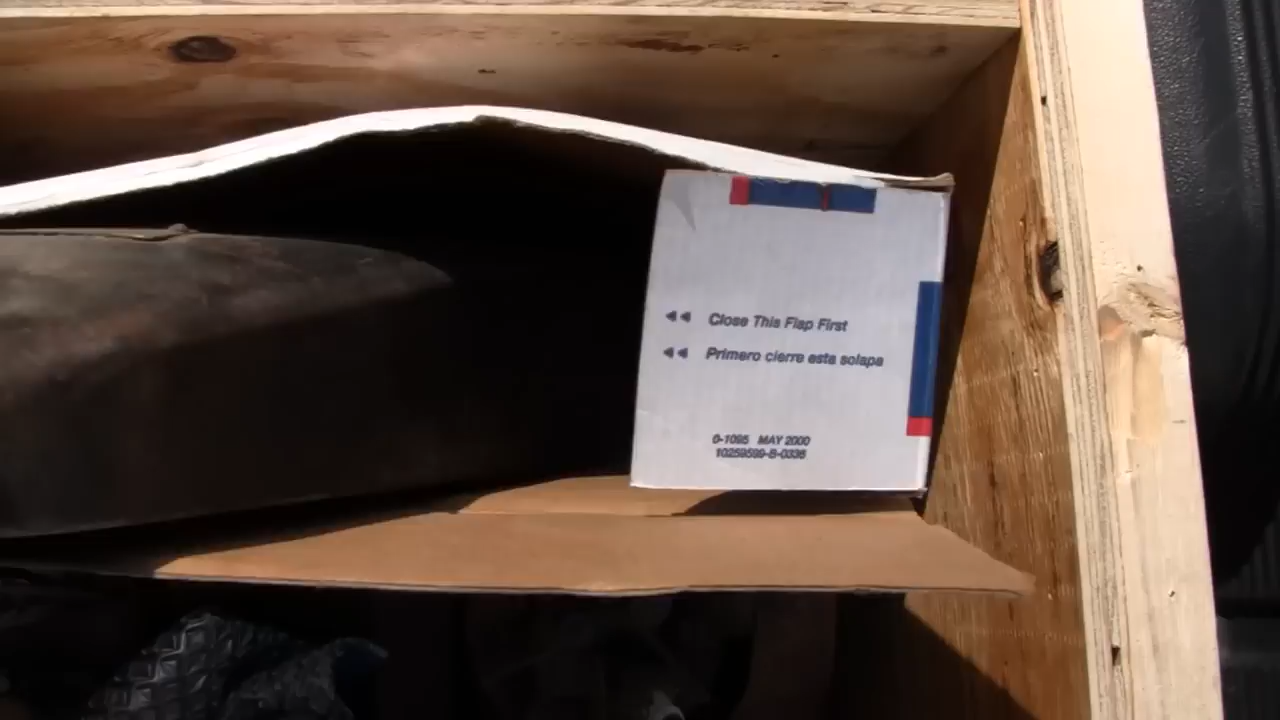 Close This Flap First
Primero cierre esta solapa
0-1095 MAY 2000
10259599-B-0336